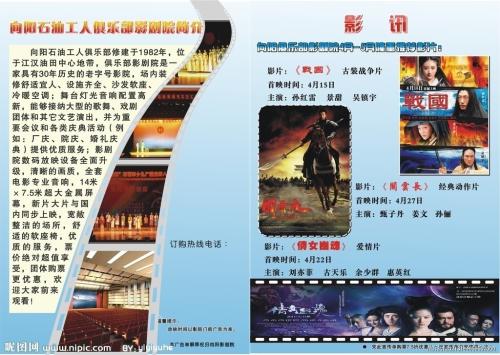 向阳石油工人俱乐部影剧院简介
向阳石油工人俱乐部修建于1982年，位
于江汉油田中心地带，俱乐部影剧院是一
家具有30年历史的老字号影院，场内装
修舒适宜人、设施齐全、沙发软座、
冷暖空调；舞台灯光音响配置高
新，能够接纳大型的歌舞、戏剧
团体和其它文艺演出，并为重
要会议和各类庆典活动（例
如：厂庆、院庆、婚礼庆
典）提供优质服务；影剧
院数码放映设备全面升
级，清晰的画质，全套
电影专业音响，14米
×7.5米超大金属屏
幕，新片大片与国
内同步上映，宽敞
整洁的场所，舒
适的软座椅，优
质的服务，票
价绝对超值享
受，团体购票
更优惠，欢
迎大家前来
观看！
订购热线电话：
影 讯
影片：《戰國》 古装战争片
首映时间：4月15日
主演：孙红雷 景甜 吴镇宇
戰國
影片：《關雲長》 经典动作片
首映时间：4月27日
主演：甄子丹 姜文 孙俪
影片：《倩女幽魂》 爱情片
首映时间：4月22日
主演：刘亦菲 古天乐 余少群 惠英红
倩女幽魂
昵图网 www.nipic.com
BY：yiyiyuhe